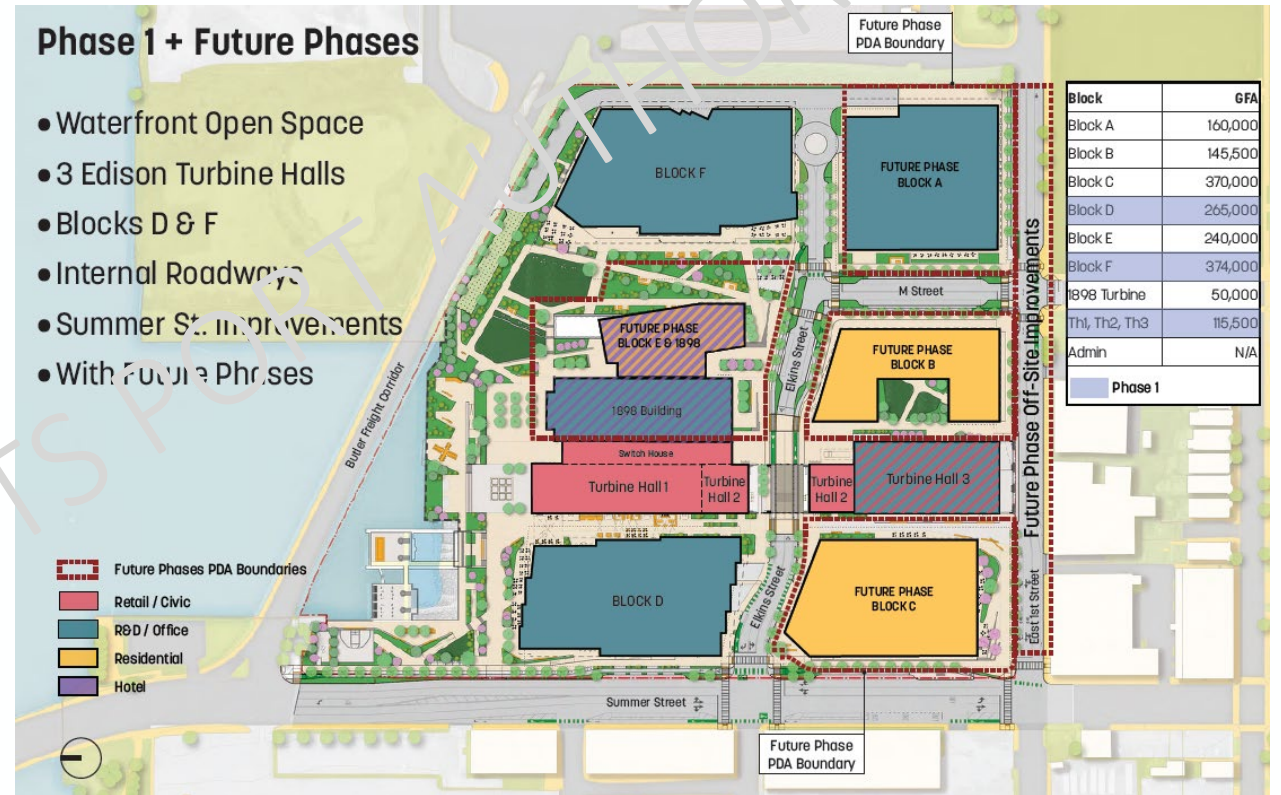 Phase 1 + Future Phases
● Waterfront Open Space
● 3 Edison Turbine Halls
● Blocks D & F
● Internal Roadways
● Summer St. Improvements
● With Future Phases
Future Phase
PDA Boundary
BLOCK F
FUTURE PHASE
BLOCK A
M Street
FUTURE PHASE
BLOCK E & 1898
Elkins Street
FUTURE PHASE
BLOCK B
1898 Building
Switch House
Turbine Hall 1
Turbine
Hall 2
Turbine
Hall 2
Turbine Hall 3
BLOCK D
Elkins Street
FUTURE PHASE
BLOCK C
Butler Freight Corridor
Future Phase Off-Site Improvements
East 1st Street
Summer Street
Future Phase
PDA Boundary
Block GFA
Block A 160,000
Block B 145,500
Block C 370,000
Block D 265,000
Block E 240,000
Block F 374,000
1898 Turbine 50,000
Th1, Th2, Th3 115,500
Admin N/A
Phase 1
Future Phases PDA Boundaries
Retail / Civic
R&D / Office
Residential
Hotel
TS PORT AUTHOR